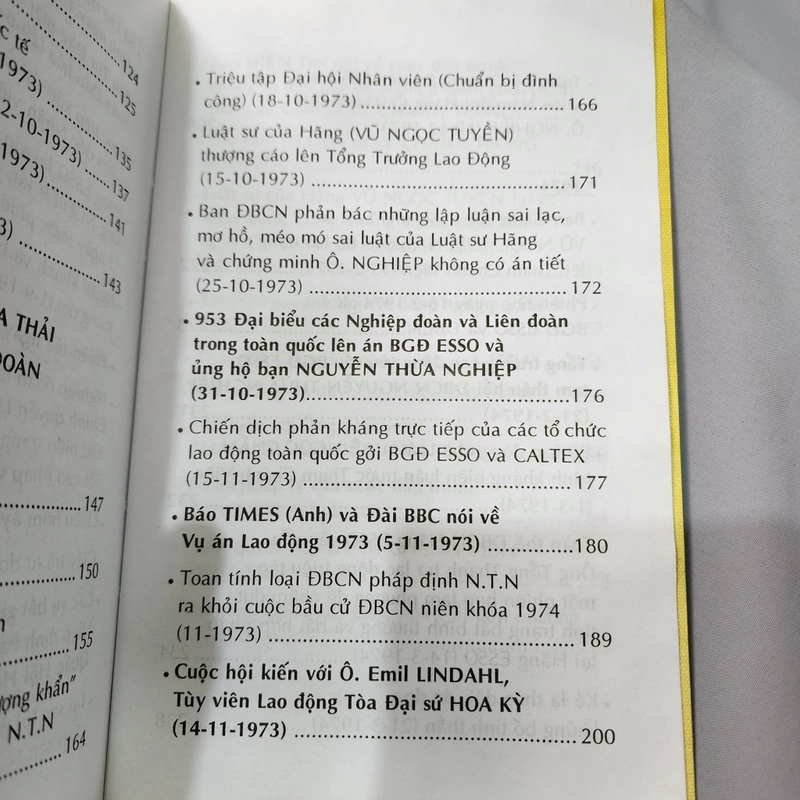 ốc tế
124
1973)
125
2-10-1973)
135
137
1973)
141
143
A THẢI
ĐOÀN
147
150
155
ượng khẩn"
N.T.N
164
• Triệu tập Đại hội Nhân viên (Chuẩn bị đình
công) (18-10-1973) 166
• Luật sư của Hãng (VŨ NGỌC TUYỀN)
thượng cáo lên Tổng Trưởng Lao Động
(15-10-1973) 171
• Ban ĐBCN phản bác những lập luận sai lạc,
mơ hồ, méo mó sai luật của Luật sư Hãng
và chứng minh Ô. NGHIỆP không có án tiết
(25-10-1973) 172
• 953 Đại biểu các Nghiệp đoàn và Liên đoàn
trong toàn quốc lên án BGĐ ESSO và
ủng hộ bạn NGUYỄN THỪA NGHIỆP
(31-10-1973) 176
• Chiến dịch phản kháng trực tiếp của các tổ chức
lao động toàn quốc gởi BGĐ ESSO và CALTEX
(15-11-1973) 177
• Báo TIMES (Anh) và Đài BBC nói về
Vụ án Lao động 1973 (5-11-1973) 180
• Toan tính loại ĐBCN pháp định N.T.N
ra khỏi cuộc bầu cử ĐBCN niên khóa 1974
(11-1973) 189
• Cuộc hội kiến với Ô. Emil LINDAHL,
Tùy viên Lao động Tòa Đại sứ HOA KỲ
(14-11-1973) 200